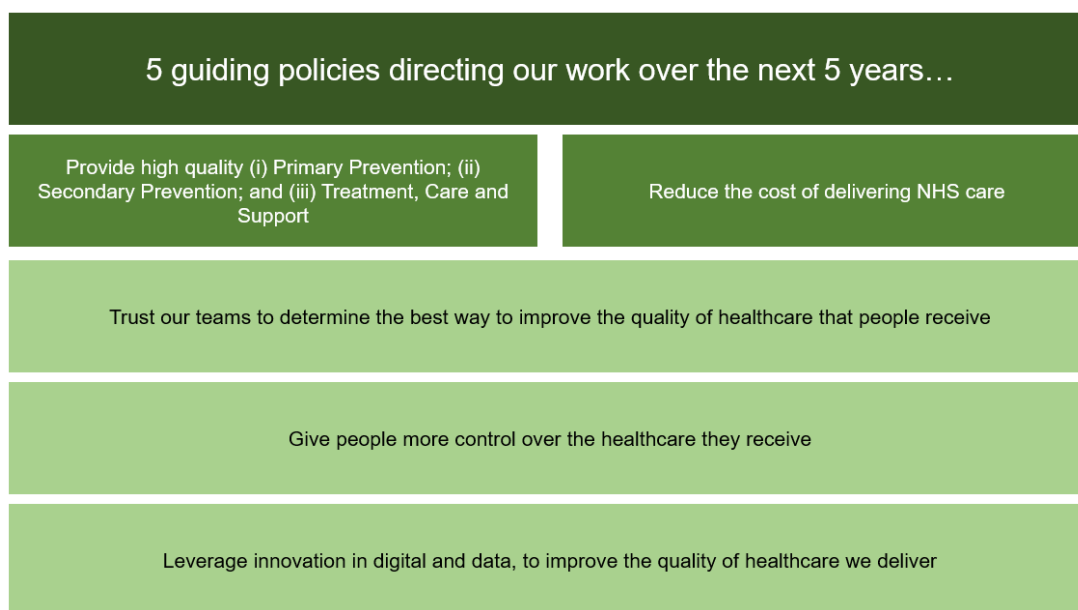 5 guiding policies directing our work over the next 5 years…
Provide high quality (i) Primary Prevention; (ii)
Secondary Prevention; and (iii) Treatment, Care and
Support
Reduce the cost of delivering NHS care
Trust our teams to determine the best way to improve the quality of healthcare that people receive
Give people more control over the healthcare they receive
Leverage innovation in digital and data, to improve the quality of healthcare we deliver